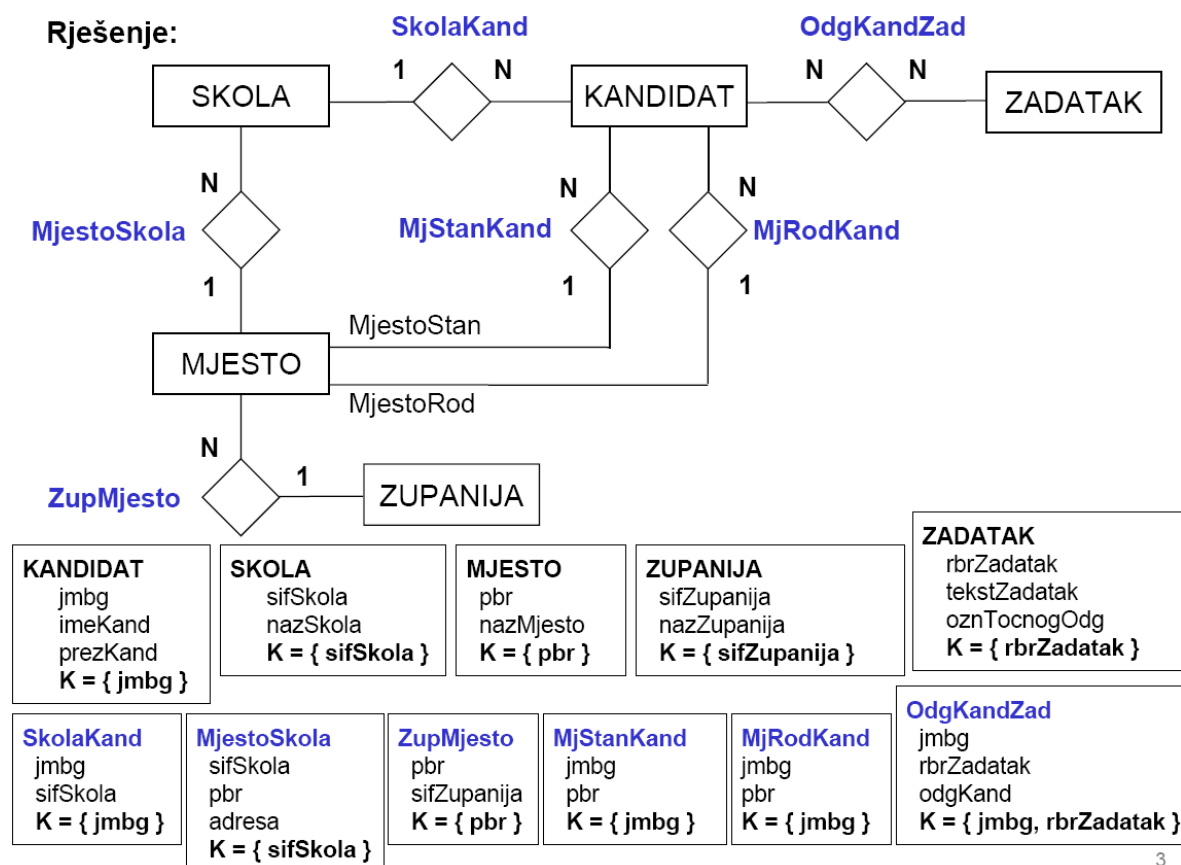 Rješenje:
SkolaKand
OdgKandZad
1
N
N
N
SKOLA
KANDIDAT
ZADATAK
N
N
N
MjestoSkola
MjStanKand
MjRodKand
1
1
1
MjestoStan
MJESTO
MjestoRod
N
1
ZupMjesto
ZUPANIJA
KANDIDAT
jmbg
imeKand
prezKand
K = { jmbg }
SKOLA
sifSkola
nazSkola
K = { sifSkola }
MJESTO
pbr
nazMjesto
K = { pbr }
ZUPANIJA
sifZupanija
nazZupanija
K = { sifZupanija }
ZADATAK
rbrZadatak
tekstZadatak
oznTocnogOdg
K = { rbrZadatak }
SkolaKand
jmbg
sifSkola
K = { jmbg }
MjestoSkola
sifSkola
pbr
adresa
K = { sifSkola }
ZupMjesto
pbr
sifZupanija
K = { pbr }
MjStanKand
jmbg
pbr
K = { jmbg }
MjRodKand
jmbg
pbr
K = { jmbg }
OdgKandZad
jmbg
rbrZadatak
odgKand
K = { jmbg, rbrZadatak }
3